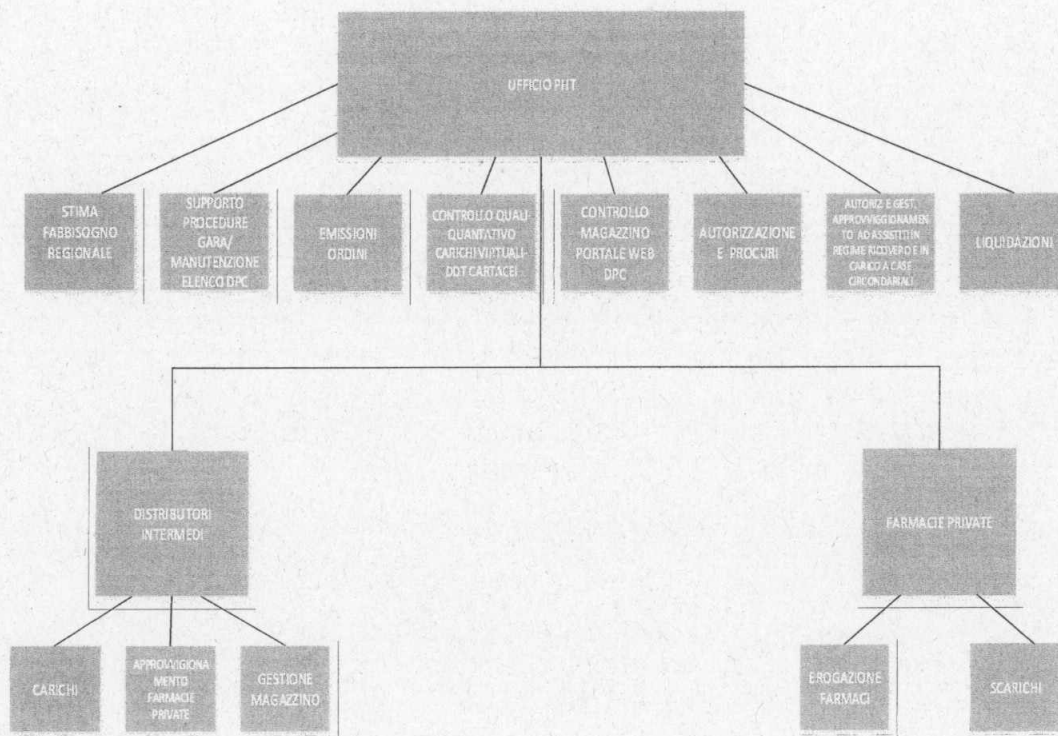 UFFICIO PHT
STIMA
FABBISOGNO
REGIONALE
SUPPORTO
PROCEDURE
GARA/
MANUTENZIONE
ELENCO DPC
EMISSIONI
ORDINI
CONTROLLO QUALI
QUANTATIVO
CARICHI VIRTUALI-
DDT CARTACEI
CONTROLLO
MAGAZZINO
PORTALE WEB
DPC
AUTORIZZAZIONE
E PROCURI
AUTORIZ E GEST.
APPROVVIGGIONAMEN
TO AD ASSISTITI IN
REGIME RICOVERO E IN
CARICO A CASE
CIRCONDARIALI
LIQUIDAZIONI
DISTRIBUTORI
INTERMEDI
FARMACIE PRIVATE
CARICHI
APPROVVIGIONA
MENTO
FARMACIE
PRIVATE
GESTIONE
MAGAZZINO
EROGAZIONE
FARMACI
SCARICHI